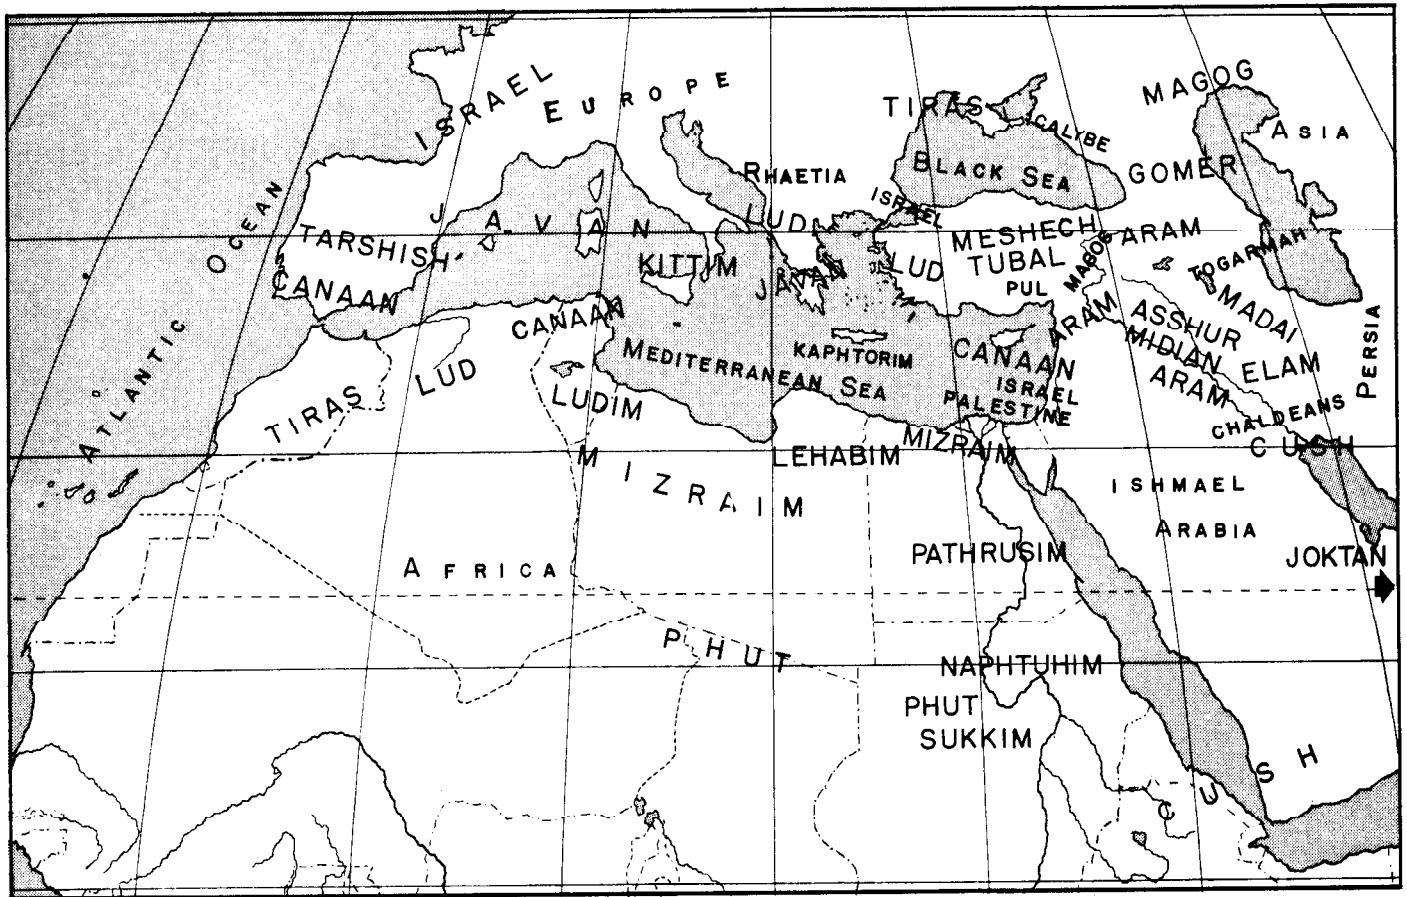 ISRAEL
EUROPE
MAGOG
TIRAS
CALYBE
ASIA
BLACK SEA
RHAETIA
GOMER
ATLANTIC OCEAN
JAVAN
ISRAEL
LUD
TARSHISH
MESHECH
ARAM
TUBAL
MAGOG
TOGARMAH
KITTIM
JAVAN
LUD
PUL
CANAAN
CANAAN
ARAM
ASSHUR
MADAI
MIDIAN
PERSIA
MEDITERRANEAN SEA
KAPHTORIM
CANAAN
ELAM
ISRAEL
ARAM
PALESTINE
LUD
TIRAS
LUDIM
CHALDEANS
CUSH
MIZRAIM
LEHABIM
MIZRAIM
ISHMAEL
ARABIA
AFRICA
PATHRUSIM
JOKTAN
PHUT
NAPHTUHIM
PHUT
SUKKIM
CUSH